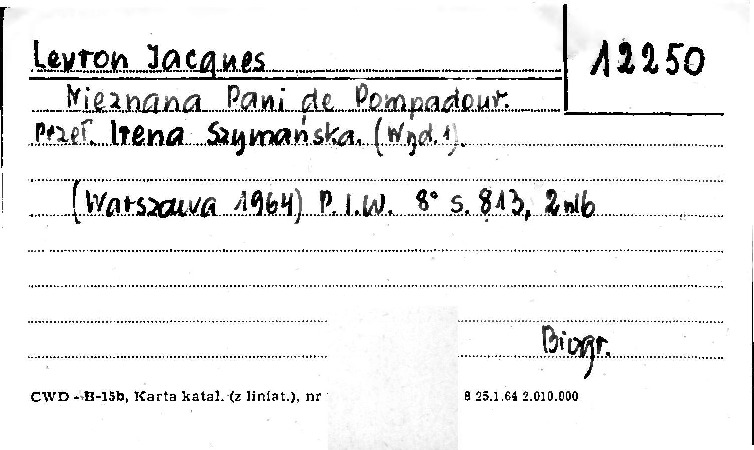 Levron Jacques
12250
Nieznana Pani de Pompadour.
Przeł. Irena Szymańska. (Wyd. 1).
(Warszawa 1964) P.I.W. 8° s. 813, 2nlb
Biogr.
CWD - H-15b, Karta katal. (z liniat.), nr
8 25.1.64 2.010.000